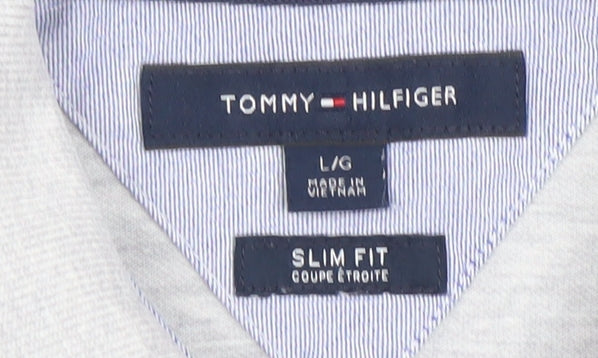 TOMMY HILFIGER
L/G
MADE IN
VIETNAM
SLIM FIT
COUPE ÉTROITE